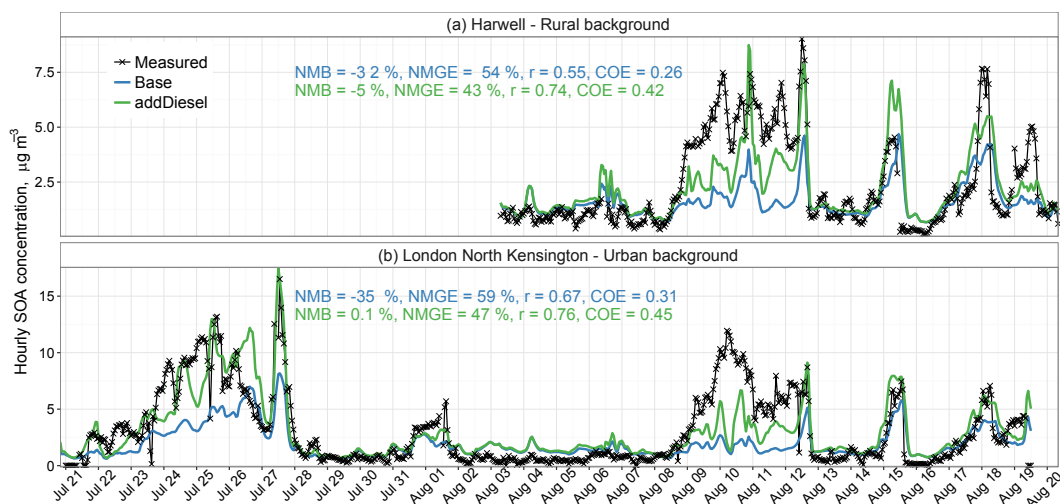 (a) Harwell - Rural background
Measured
Base
addDiesel
NMB = -3 2 %, NMGE = 54 %, r = 0.55, COE = 0.26
NMB = -5 %, NMGE = 43 %, r = 0.74, COE = 0.42
7.5
5.0
2.5
Hourly SOA concentration, μg m⁻³
(b) London North Kensington - Urban background
NMB = -35 %, NMGE = 59 %, r = 0.67, COE = 0.31
NMB = 0.1 %, NMGE = 47 %, r = 0.76, COE = 0.45
15
10
5
0
Jul 21
Jul 22
Jul 23
Jul 24
Jul 25
Jul 26
Jul 27
Jul 28
Jul 29
Jul 30
Jul 31
Aug 01
Aug 02
Aug 03
Aug 04
Aug 05
Aug 06
Aug 07
Aug 08
Aug 09
Aug 10
Aug 11
Aug 12
Aug 13
Aug 14
Aug 15
Aug 16
Aug 17
Aug 18
Aug 19